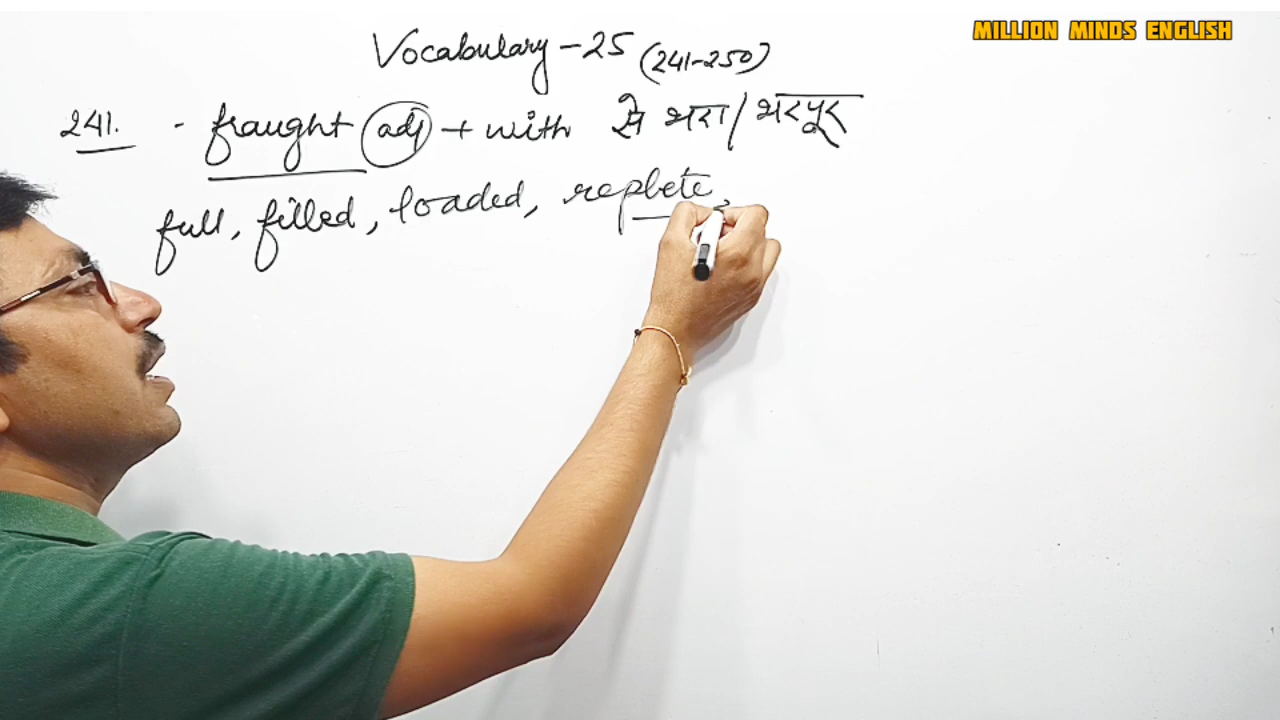 MILLION MINDS ENGLISH
Vocabulary - 25 (241-250)
241. - fraught (adj) + with से भरा / भरपूर
full, filled, loaded, replete,